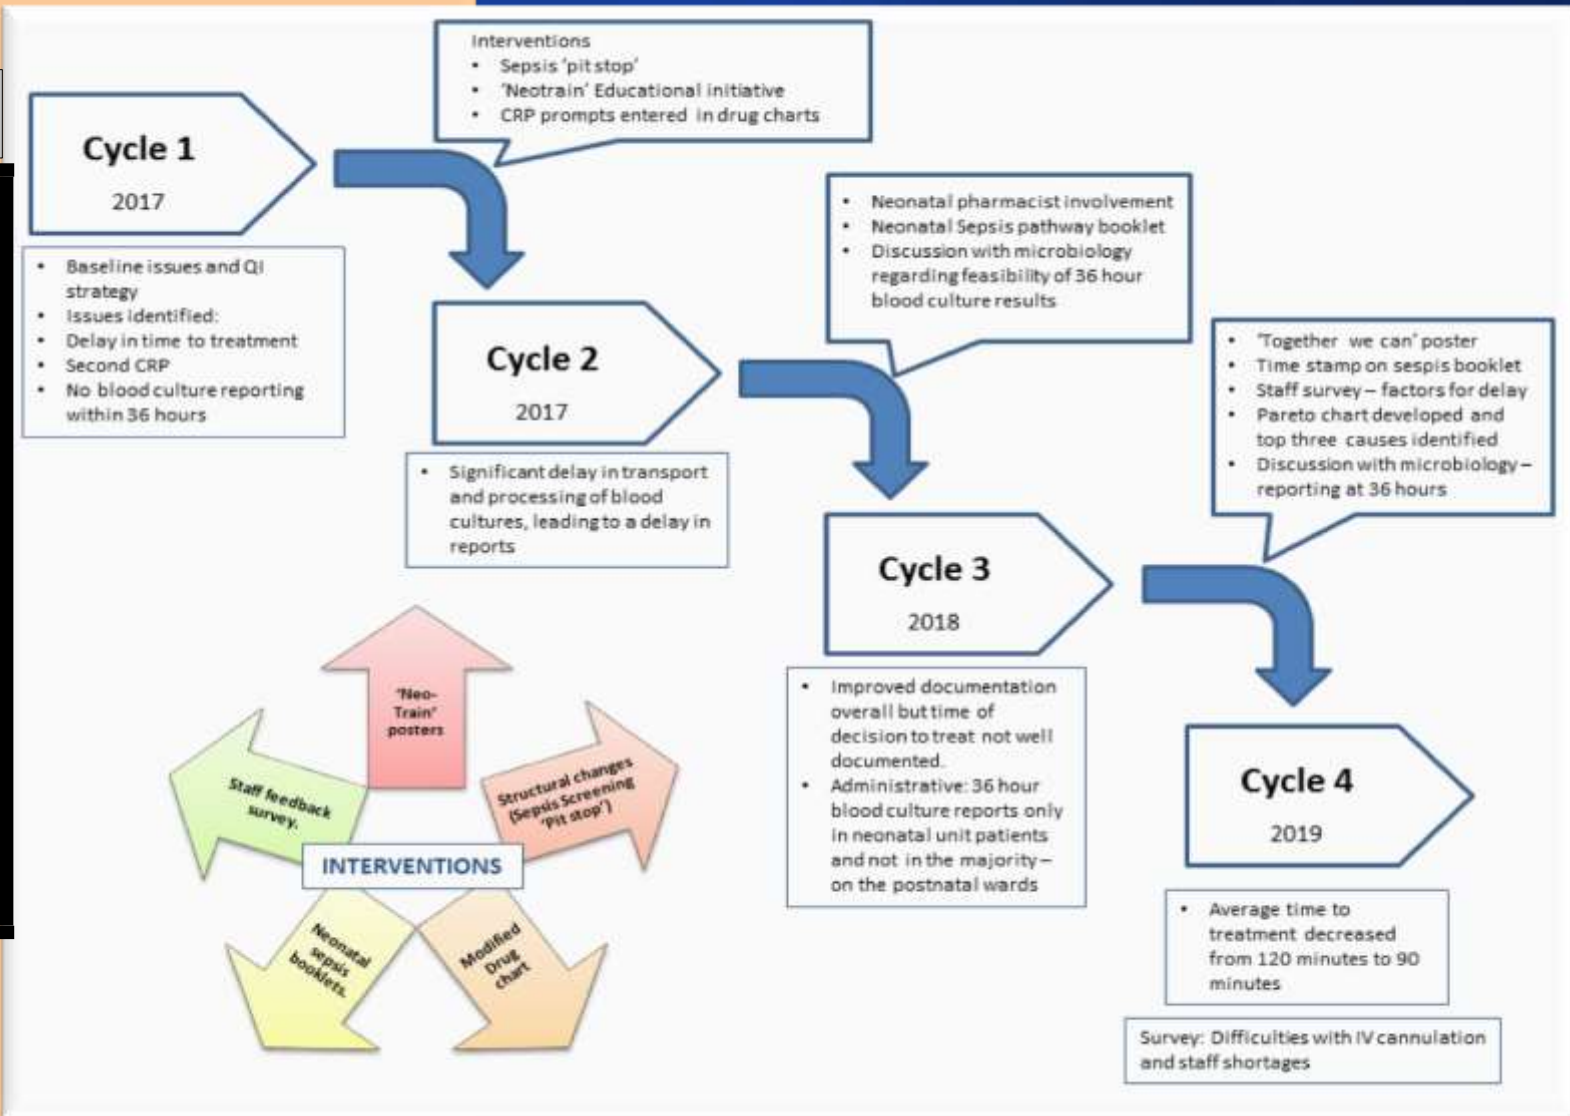 Cycle 1
2017
• Baseline issues and QI
strategy
• Issues identified:
• Delay in time to treatment
• Second CRP
• No blood culture reporting
within 36 hours
Interventions
• Sepsis 'pit stop'
• 'Neotrain' Educational initiative
• CRP prompts entered in drug charts
Cycle 2
2017
• Significant delay in transport
and processing of blood
cultures, leading to a delay in
reports
• Neonatal pharmacist involvement
• Neonatal Sepsis pathway booklet
• Discussion with microbiology
regarding feasibility of 36 hour
blood culture results
Cycle 3
2018
• Improved documentation
overall but time of
decision to treat not well
documented.
• Administrative: 36 hour
blood culture reports only
in neonatal unit patients
and not in the majority –
on the postnatal wards
• 'Together we can' poster
• Time stamp on sespis booklet
• Staff survey – factors for delay
• Pareto chart developed and
top three causes identified
• Discussion with microbiology –
reporting at 36 hours
Cycle 4
2019
• Average time to
treatment decreased
from 120 minutes to 90
minutes
Survey: Difficulties with IV cannulation
and staff shortages
'Neo-
Train'
posters
Structural changes
(Sepsis Screening
'Pit stop')
Staff feedback
survey.
INTERVENTIONS
Neonatal
sepsis
booklets.
Modified
Drug
chart